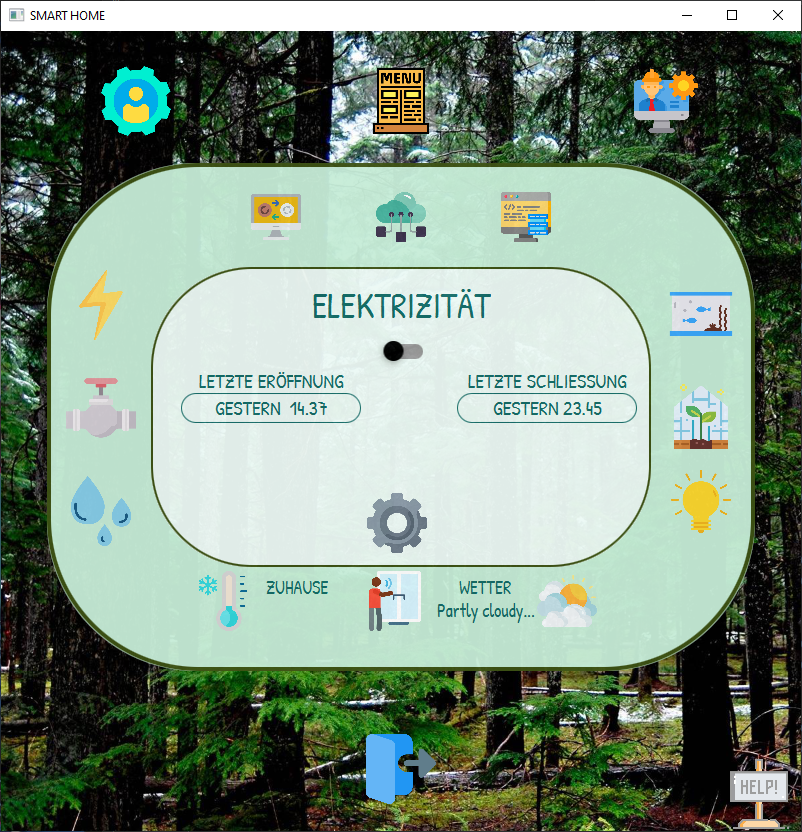 SMART HOME
MENU
ELEKTRIZITÄT
LETZTE ERÖFFNUNG
LETZTE SCHLIESSUNG
GESTERN 14.37
GESTERN 23.45
ZUHAUSE
WETTER
Partly cloudy...
HELP!